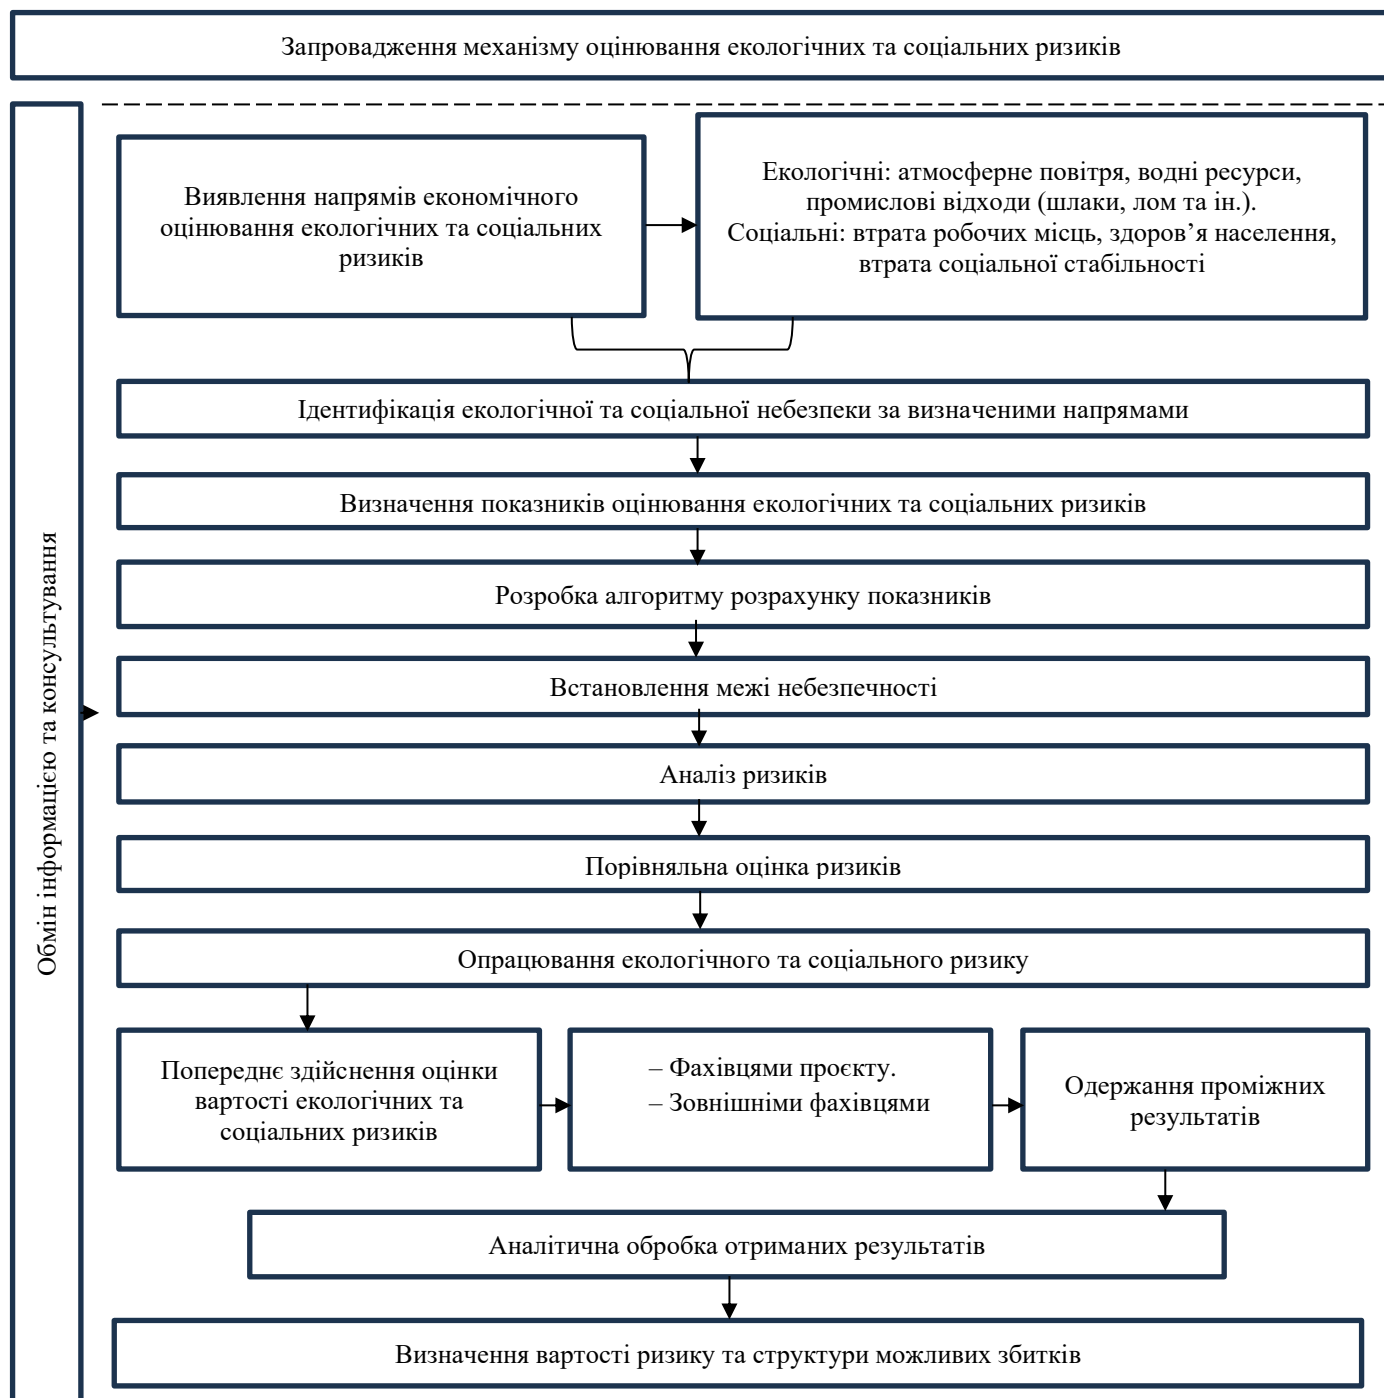 Запровадження механізму оцінювання екологічних та соціальних ризиків
Обмін інформацією та консультування
Виявлення напрямів економічного
оцінювання екологічних та соціальних
ризиків
Екологічні: атмосферне повітря, водні ресурси,
промислові відходи (шлаки, лом та ін.).
Соціальні: втрата робочих місць, здоров’я населення,
втрата соціальної стабільності
Ідентифікація екологічної та соціальної небезпеки за визначеними напрямами
Визначення показників оцінювання екологічних та соціальних ризиків
Розробка алгоритму розрахунку показників
Встановлення межі небезпечності
Аналіз ризиків
Порівняльна оцінка ризиків
Опрацювання екологічного та соціального ризику
Попереднє здійснення оцінки
вартості екологічних та
соціальних ризиків
– Фахівцями проєкту.
– Зовнішніми фахівцями
Одержання проміжних
результатів
Аналітична обробка отриманих результатів
Визначення вартості ризику та структури можливих збитків